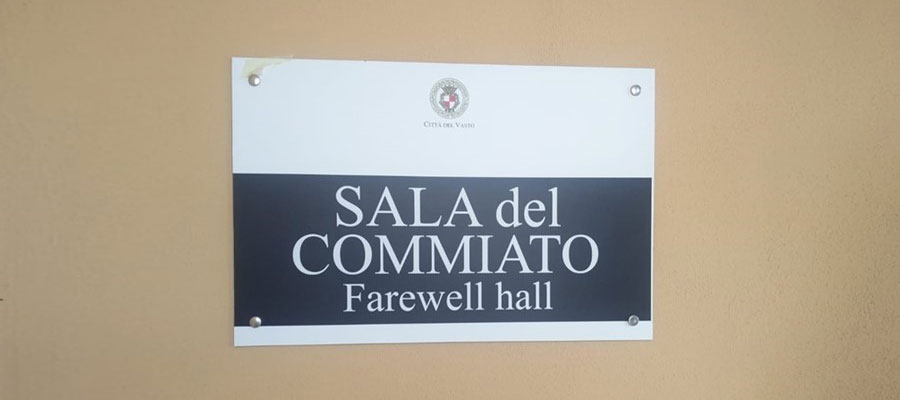 CITTÀ DEL VASTO
SALA del
COMMIATO
Farewell hall